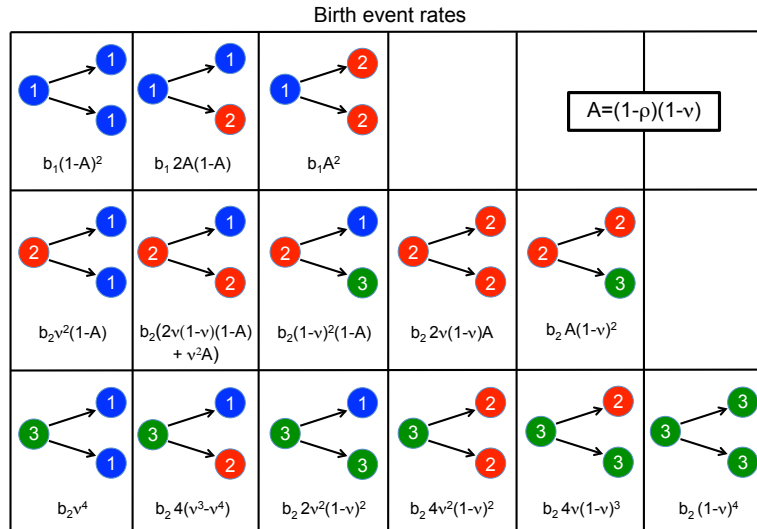 Birth event rates
1 1 1
b₁(1-A)²
1 1 2
b₁ 2A(1-A)
1 2 2
b₁A²
A=(1-ρ)(1-ν)
2 1 1
b₂ν²(1-A)
2 1 2
b₂(2ν(1-ν)(1-A)
+ ν²A)
2 1 3
b₂(1-ν)²(1-A)
2 2 2
b₂ 2ν(1-ν)A
2 2 3
b₂ A(1-ν)²
3 1 1
b₂ν⁴
3 1 2
b₂ 4(ν³-ν⁴)
3 1 3
b₂ 2ν²(1-ν)²
3 2 2
b₂ 4ν²(1-ν)²
3 2 3
b₂ 4ν(1-ν)³
3 3 3
b₂ (1-ν)⁴